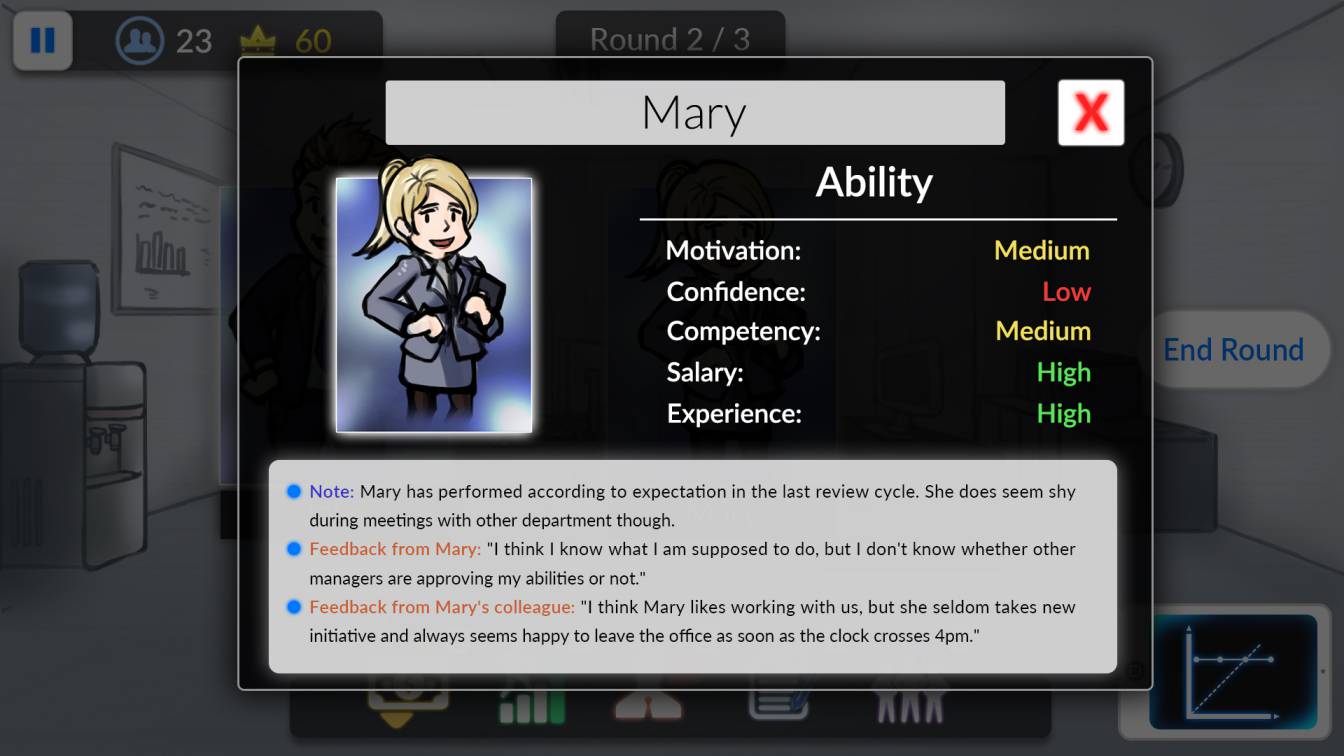 23
60
Round 2 / 3
Mary
X
Ability
Motivation: Medium
Confidence: Low
Competency: Medium
Salary: High
Experience: High
End Round
Note: Mary has performed according to expectation in the last review cycle. She does seem shy
during meetings with other department though.
Feedback from Mary: "I think I know what I am supposed to do, but I don't know whether other
managers are approving my abilities or not."
Feedback from Mary's colleague: "I think Mary likes working with us, but she seldom takes new
initiative and always seems happy to leave the office as soon as the clock crosses 4pm."